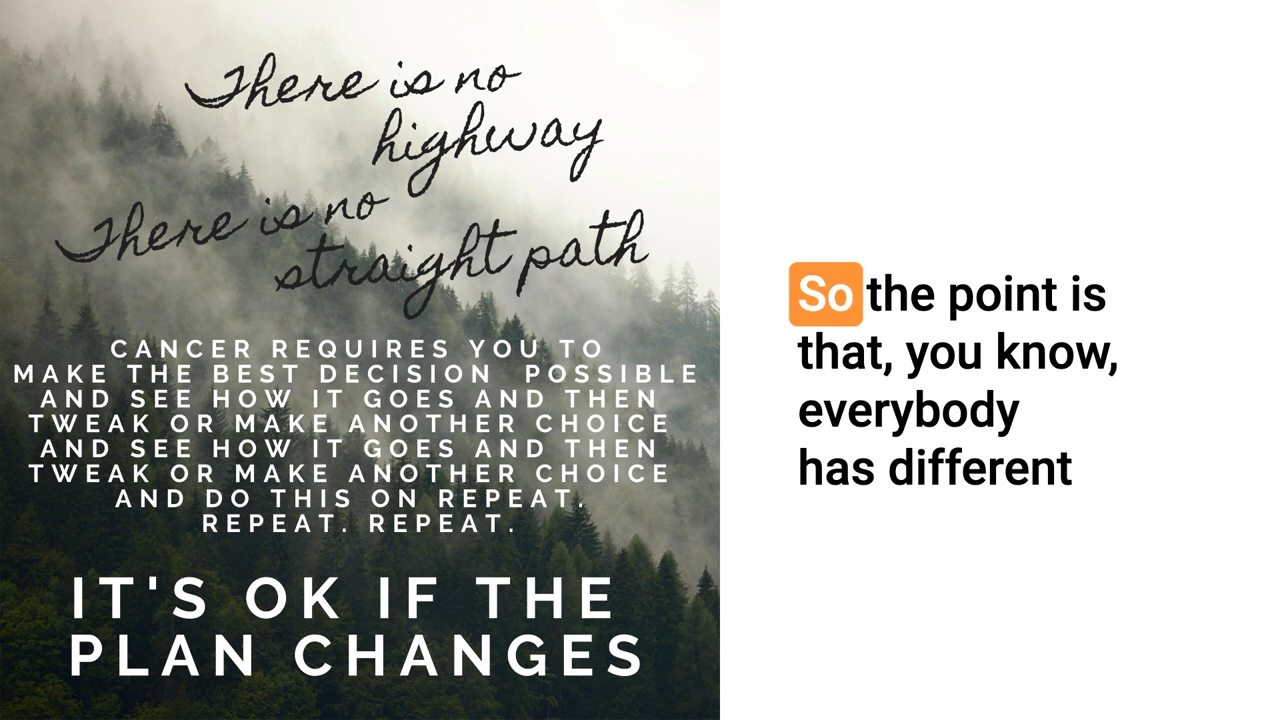 There is no
highway
There is no
straight path
CANCER REQUIRES YOU TO
MAKE THE BEST DECISION POSSIBLE
AND SEE HOW IT GOES AND THEN
TWEAK OR MAKE ANOTHER CHOICE
AND SEE HOW IT GOES AND THEN
TWEAK OR MAKE ANOTHER CHOICE
AND DO THIS ON REPEAT.
REPEAT. REPEAT.
IT'S OK IF THE
PLAN CHANGES
So the point is
that, you know,
everybody
has different